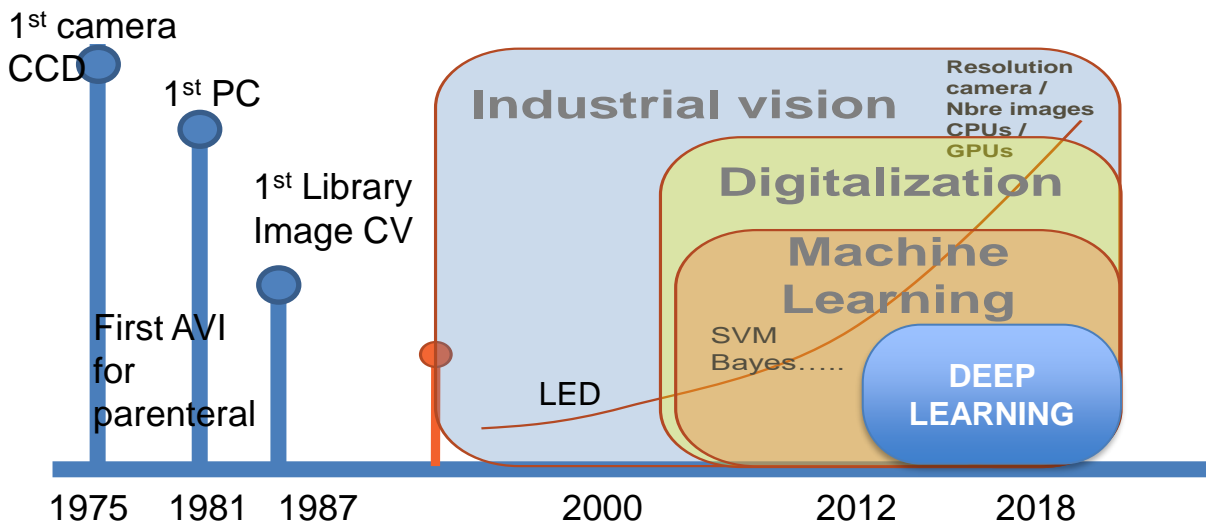 1st camera
CCD
1st PC
1st Library
Image CV
First AVI
for
parenteral
Industrial vision
Resolution
camera /
Nbre images
CPUs /
GPUs
Digitalization
Machine
Learning
SVM
Bayes.....
LED
DEEP
LEARNING
1975 1981 1987 2000 2012 2018